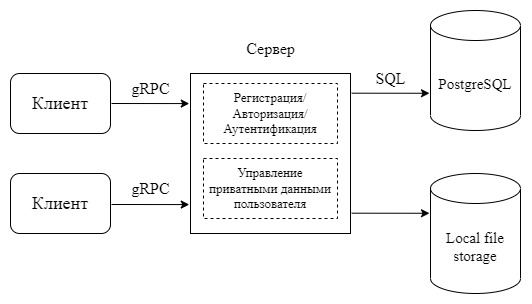 Сервер
Клиент
gRPC
Регистрация/
Авторизация/
Аутентификация
SQL
PostgreSQL
Клиент
gRPC
Управление
приватными данными
пользователя
Local file
storage